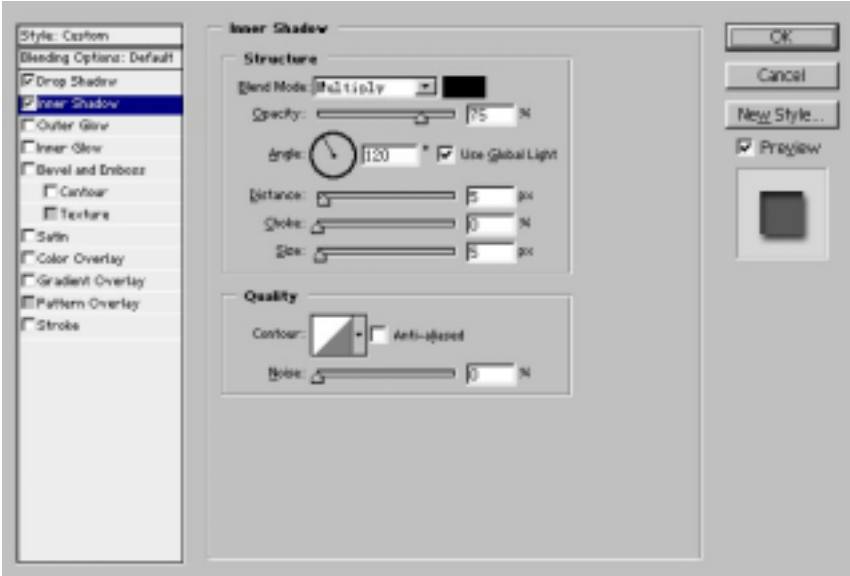 Style: Custom
Blending Options: Default
Drop Shadow
Inner Shadow
Outer Glow
Inner Glow
Bevel and Emboss
Contour
Texture
Satin
Color Overlay
Gradient Overlay
Pattern Overlay
Stroke
Inner Shadow
Structure
Blend Mode: Multiply
Opacity: 75 %
Angle: 120 ° Use Global Light
Distance: 5 px
Choke: 0 %
Size: 5 px
Quality
Contour: Anti-aliased
Noise: 0 %
OK
Cancel
New Style...
Preview